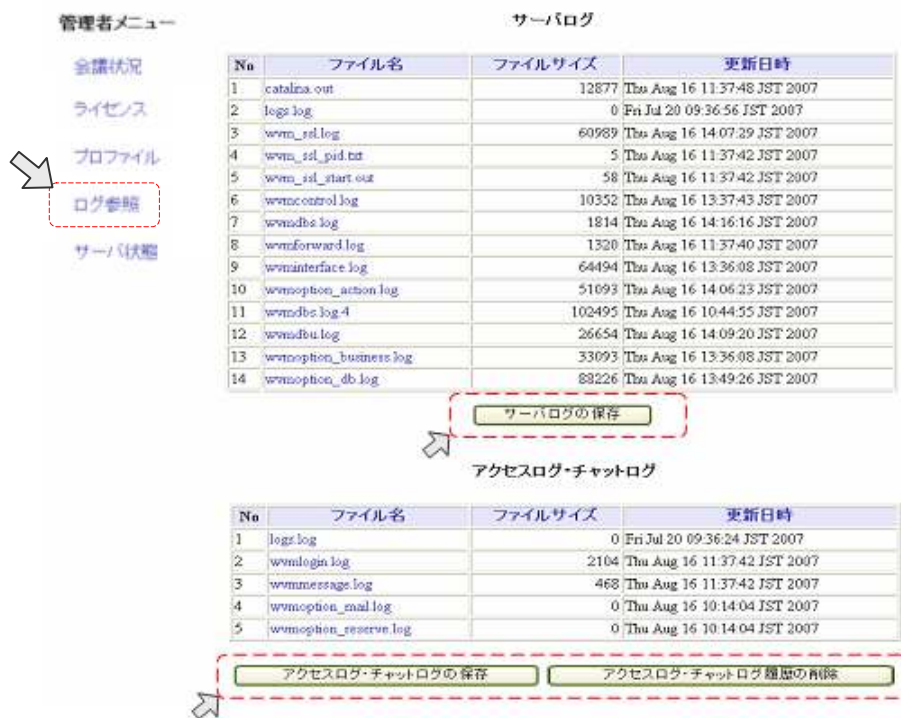 管理者メニュー
会議状況
ライセンス
プロファイル
ログ参照
サーバ状態
サーバログ
No ファイル名 ファイルサイズ 更新日時
1 catalina.out 12877 Thu Aug 16 11:37:48 JST 2007
2 logs.log 0 Fri Jul 20 09:36:56 JST 2007
3 wvm_ssl.log 60989 Thu Aug 16 14:07:29 JST 2007
4 wvm_ssl_pid.txt 5 Thu Aug 16 11:37:42 JST 2007
5 wvm_ssl_start.out 58 Thu Aug 16 11:37:42 JST 2007
6 wvmcontrol.log 10352 Thu Aug 16 13:37:43 JST 2007
7 wvmdbs.log 1814 Thu Aug 16 14:16:16 JST 2007
8 wvmforward.log 1320 Thu Aug 16 11:37:40 JST 2007
9 wvminterface.log 64494 Thu Aug 16 13:36:08 JST 2007
10 wvmoption_action.log 51093 Thu Aug 16 14:06:23 JST 2007
11 wvmdbs.log.4 102495 Thu Aug 16 10:44:55 JST 2007
12 wvmdbu.log 26654 Thu Aug 16 14:09:20 JST 2007
13 wvmoption_business.log 33093 Thu Aug 16 13:36:08 JST 2007
14 wvmoption_db.log 88226 Thu Aug 16 13:49:26 JST 2007
サーバログの保存
アクセスログ・チャットログ
No ファイル名 ファイルサイズ 更新日時
1 logs.log 0 Fri Jul 20 09:36:24 JST 2007
2 wvmlogin.log 2104 Thu Aug 16 11:37:42 JST 2007
3 wvmmessage.log 468 Thu Aug 16 11:37:42 JST 2007
4 wvmoption_mail.log 0 Thu Aug 16 10:14:04 JST 2007
5 wvmoption_reserve.log 0 Thu Aug 16 10:14:04 JST 2007
アクセスログ・チャットログの保存 アクセスログ・チャットログ履歴の削除